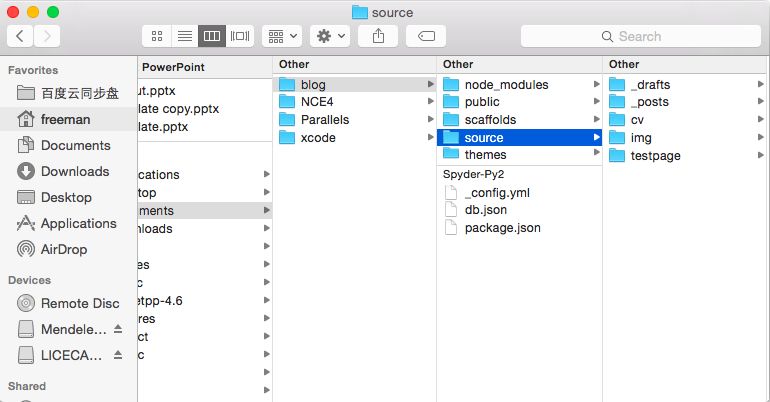 source
Search
Favorites
百度云同步盘
freeman
Documents
Downloads
Desktop
Applications
AirDrop
Devices
Remote Disc
Mendele...
LICECA...
Shared
PowerPoint
ut.pptx
late copy.pptx
late.pptx
ications
top
ments
nloads
es
c
etpp-4.6
res
ct
c
Other
blog
NCE4
Parallels
xcode
Other
node_modules
public
scaffolds
source
themes
Spyder-Py2
_config.yml
db.json
package.json
Other
_drafts
_posts
cv
img
testpage